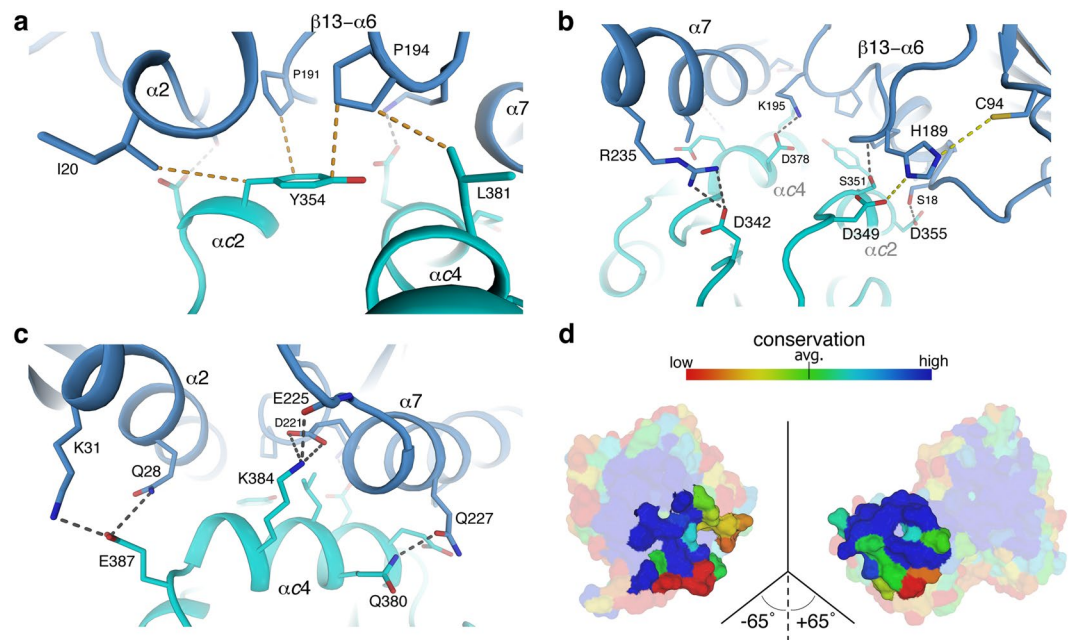 a
β13–α6
P194
P191
α2
α7
I20
Y354
L381
αc2
αc4
b
α7
β13–α6
C94
K195
H189
R235
D378
αc4
S351
S18
D342
D349
D355
αc2
c
α2
E225
α7
D221
K31
Q28
K384
Q227
E387
αc4
Q380
d
conservation
low
avg.
high
-65°
+65°